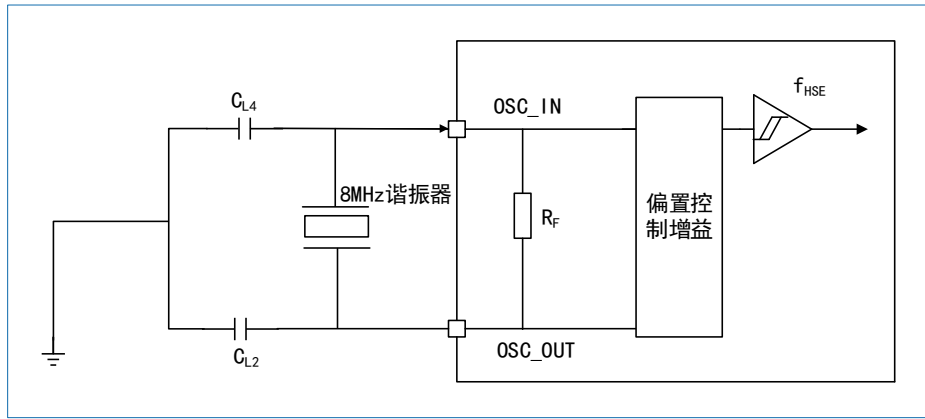 f_HSE
C_L4
OSC_IN
8MHz谐振器
R_F
偏置控
制增益
OSC_OUT
C_L2